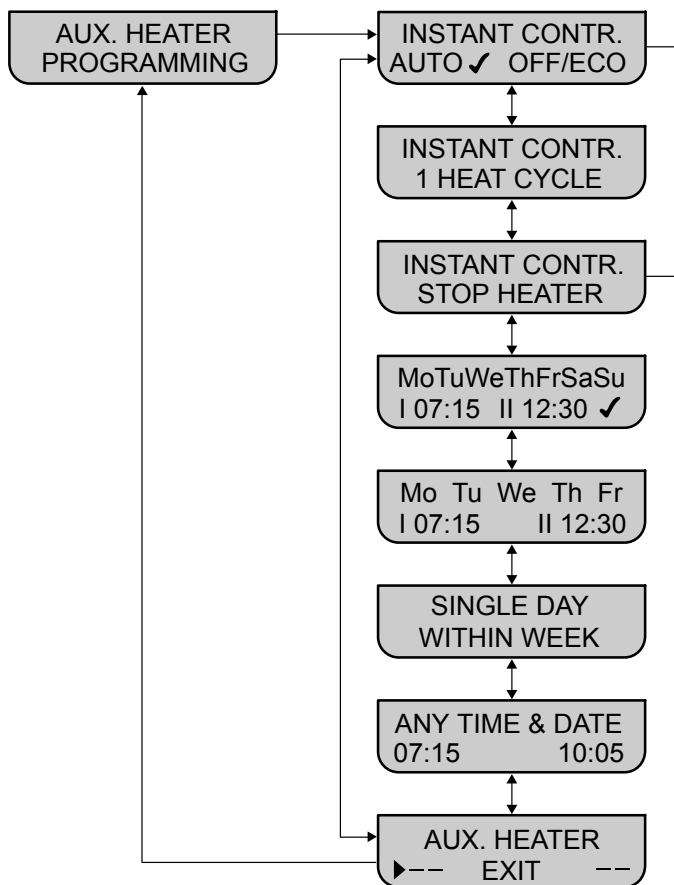 AUX. HEATER
PROGRAMMING
INSTANT CONTR.
AUTO ✓ OFF/ECO
INSTANT CONTR.
1 HEAT CYCLE
INSTANT CONTR.
STOP HEATER
MoTuWeThFrSaSu
I 07:15 II 12:30 ✓
Mo Tu We Th Fr
I 07:15 II 12:30
SINGLE DAY
WITHIN WEEK
ANY TIME & DATE
07:15 10:05
AUX. HEATER
▶−− EXIT −−